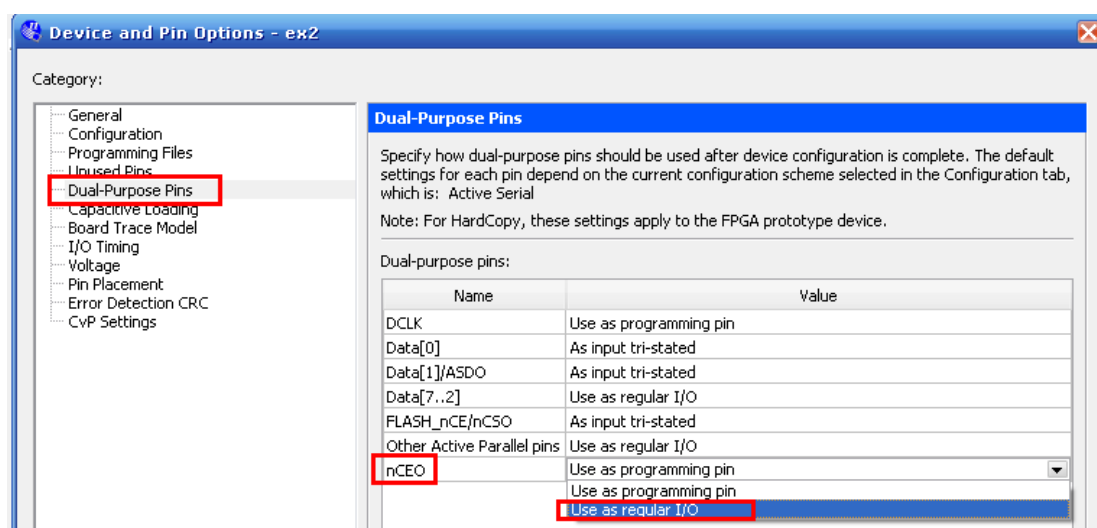 Device and Pin Options - ex2
Category:
General
Configuration
Programming Files
Unused Pins
Dual-Purpose Pins
Capacitive Loading
Board Trace Model
I/O Timing
Voltage
Pin Placement
Error Detection CRC
CvP Settings
Dual-Purpose Pins
Specify how dual-purpose pins should be used after device configuration is complete. The default
settings for each pin depend on the current configuration scheme selected in the Configuration tab,
which is: Active Serial
Note: For HardCopy, these settings apply to the FPGA prototype device.
Dual-purpose pins:
Name Value
DCLK Use as programming pin
Data[0] As input tri-stated
Data[1]/ASDO As input tri-stated
Data[7..2] Use as regular I/O
FLASH_nCE/nCSO As input tri-stated
Other Active Parallel pins Use as regular I/O
nCEO Use as programming pin
Use as programming pin
Use as regular I/O